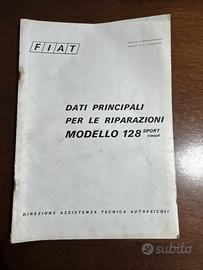 FIAT
DATI PRINCIPALI
PER LE RIPARAZIONI
MODELLO 128 SPORT
coupé
DIREZIONE ASSISTENZA TECNICA AUTOVEICOLI
subito